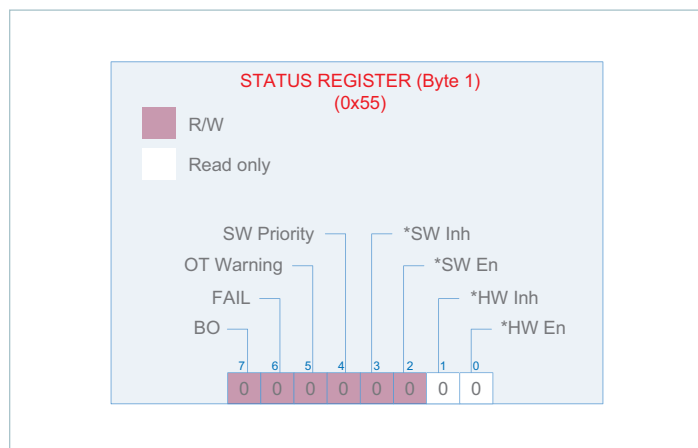 STATUS REGISTER (Byte 1)
(0x55)
R/W
Read only
SW Priority *SW Inh
OT Warning *SW En
FAIL *HW Inh
BO *HW En
7 6 5 4 3 2 1 0
0 0 0 0 0 0 0 0